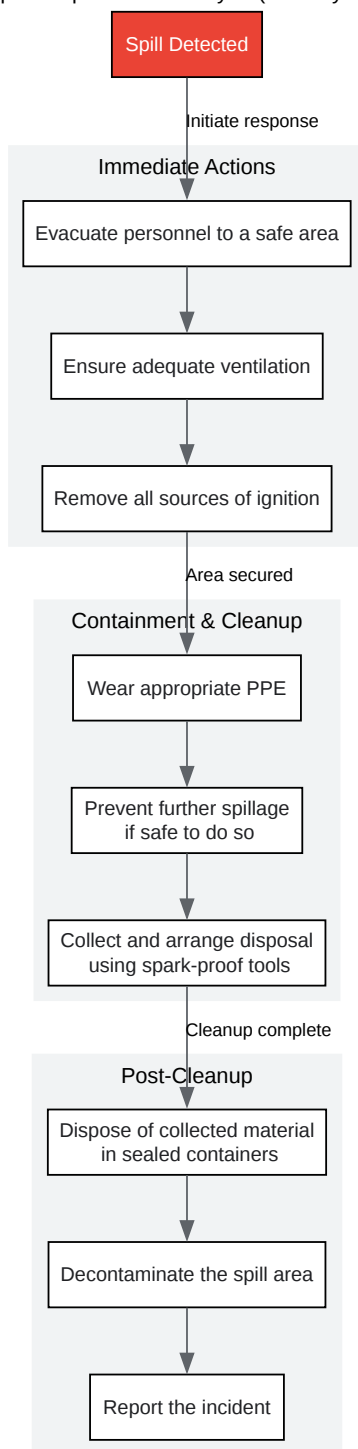 Spill Detected
Initiate response
Immediate Actions
Evacuate personnel to a safe area
Ensure adequate ventilation
Remove all sources of ignition
Area secured
Containment & Cleanup
Wear appropriate PPE
Prevent further spillage
if safe to do so
Collect and arrange disposal
using spark-proof tools
Cleanup complete
Post-Cleanup
Dispose of collected material
in sealed containers
Decontaminate the spill area
Report the incident